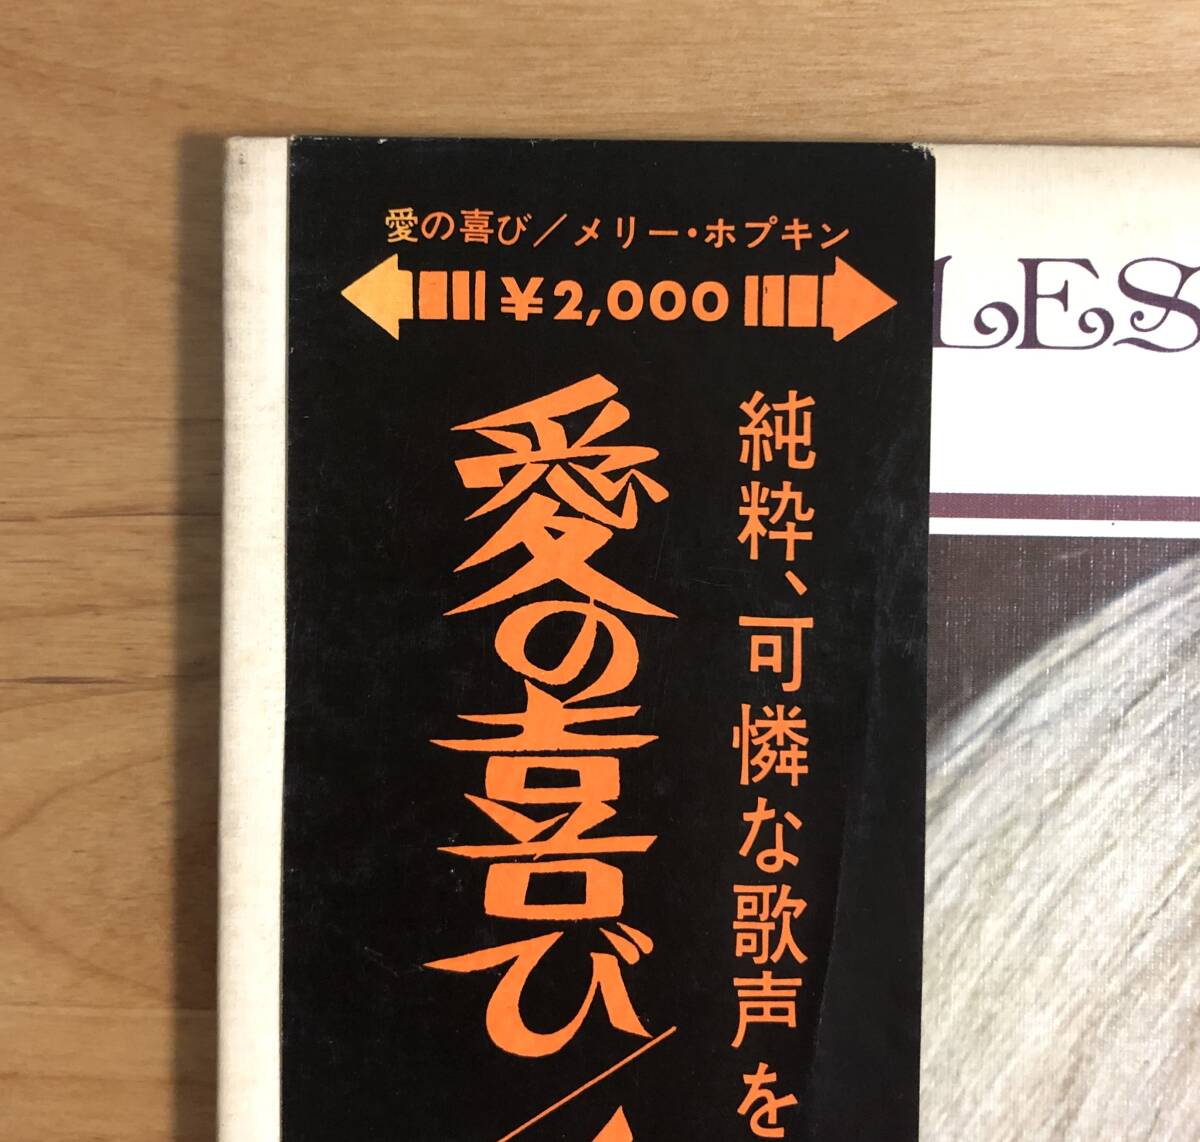 愛の喜び／メリー・ホプキン
¥2,000
純粋、可憐な歌声を
愛の喜び／
LES